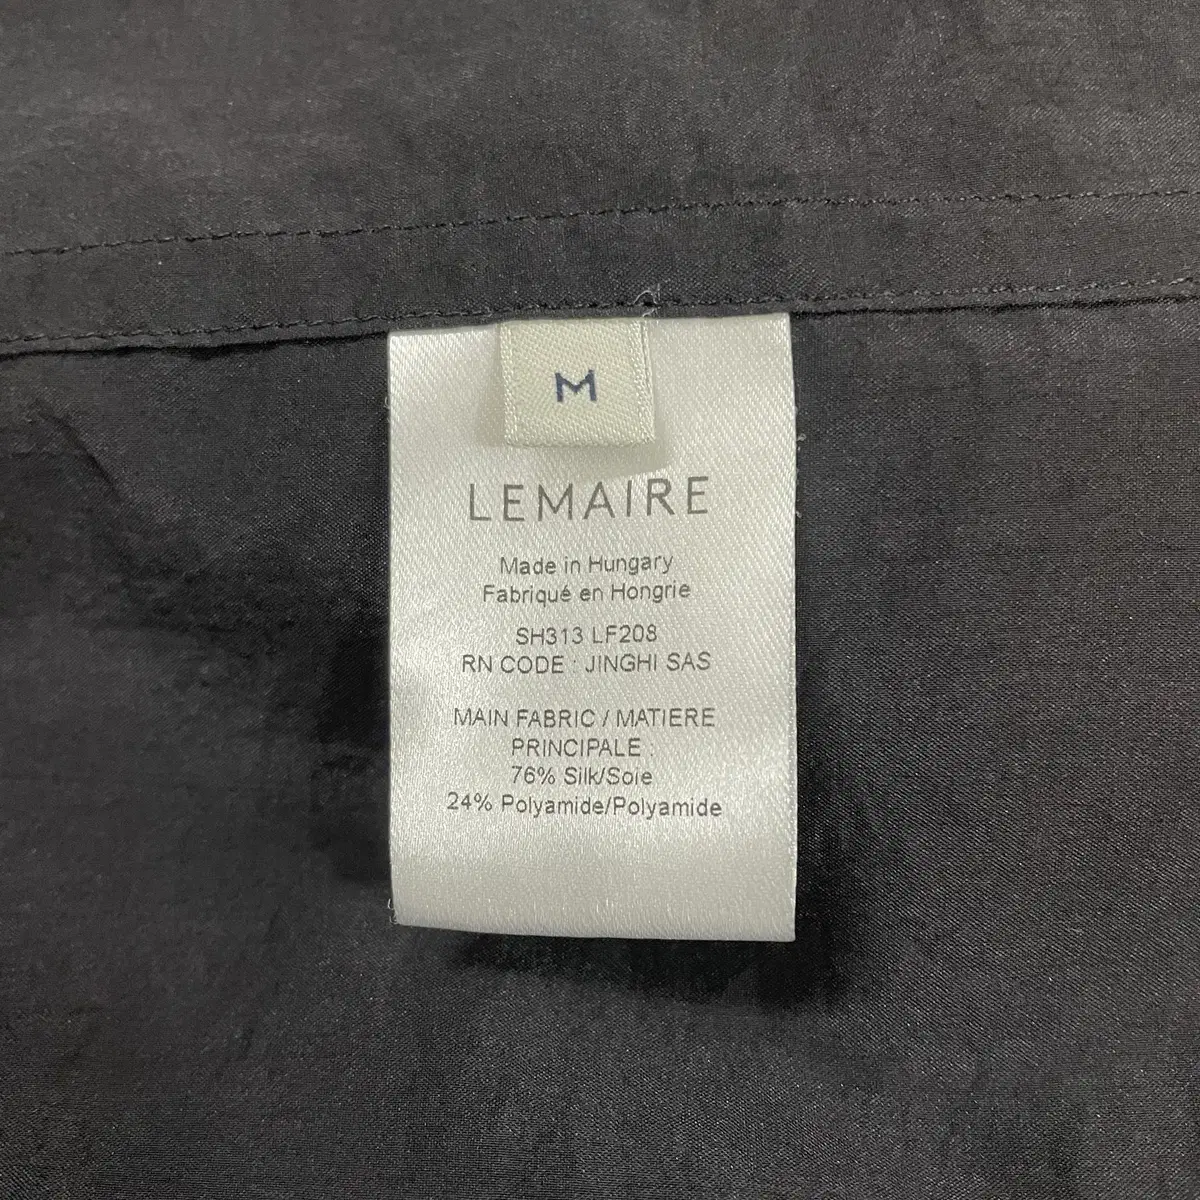 M
LEMAIRE
Made in Hungary
Fabriqué en Hongrie
SH313 LF208
RN CODE : JINGHI SAS
MAIN FABRIC / MATIERE
PRINCIPALE :
76% Silk/Soie
24% Polyamide/Polyamide